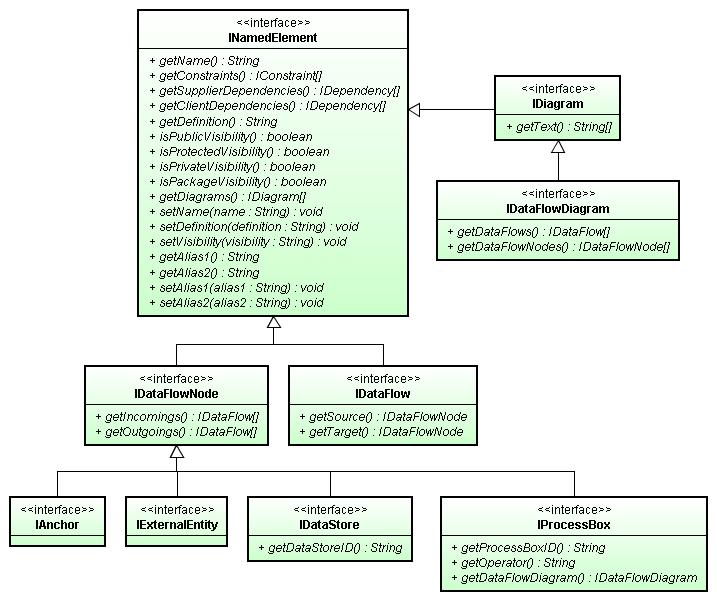 <<interface>>
INamedElement
+ getName() : String
+ getConstraints() : IConstraint[]
+ getSupplierDependencies() : IDependency[]
+ getClientDependencies() : IDependency[]
+ getDefinition() : String
+ isPublicVisibility() : boolean
+ isProtectedVisibility() : boolean
+ isPrivateVisibility() : boolean
+ isPackageVisibility() : boolean
+ getDiagrams() : IDiagram[]
+ setName(name : String) : void
+ setDefinition(definition : String) : void
+ setVisibility(visibility : String) : void
+ getAlias1() : String
+ getAlias2() : String
+ setAlias1(alias1 : String) : void
+ setAlias2(alias2 : String) : void
<<interface>>
IDiagram
+ getText() : String[]
<<interface>>
IDataFlowDiagram
+ getDataFlows() : IDataFlow[]
+ getDataFlowNodes() : IDataFlowNode[]
<<interface>>
IDataFlowNode
+ getIncomings() : IDataFlow[]
+ getOutgoings() : IDataFlow[]
<<interface>>
IDataFlow
+ getSource() : IDataFlowNode
+ getTarget() : IDataFlowNode
<<interface>>
IAnchor
<<interface>>
IExternalEntity
<<interface>>
IDataStore
+ getDataStoreID() : String
<<interface>>
IProcessBox
+ getProcessBoxID() : String
+ getOperator() : String
+ getDataFlowDiagram() : IDataFlowDiagram